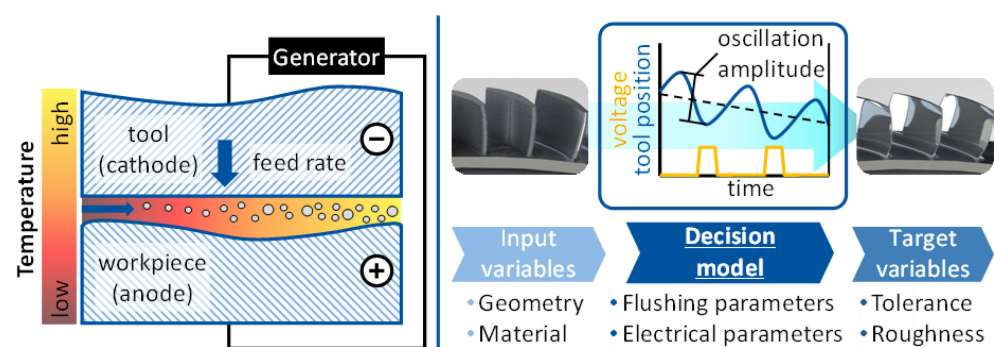 Generator
Temperature
high
low
tool
(cathode)
−
feed rate
workpiece
(anode)
+
oscillation
amplitude
voltage
tool position
time
Input
variables
• Geometry
• Material
Decision
model
• Flushing parameters
• Electrical parameters
Target
variables
• Tolerance
• Roughness